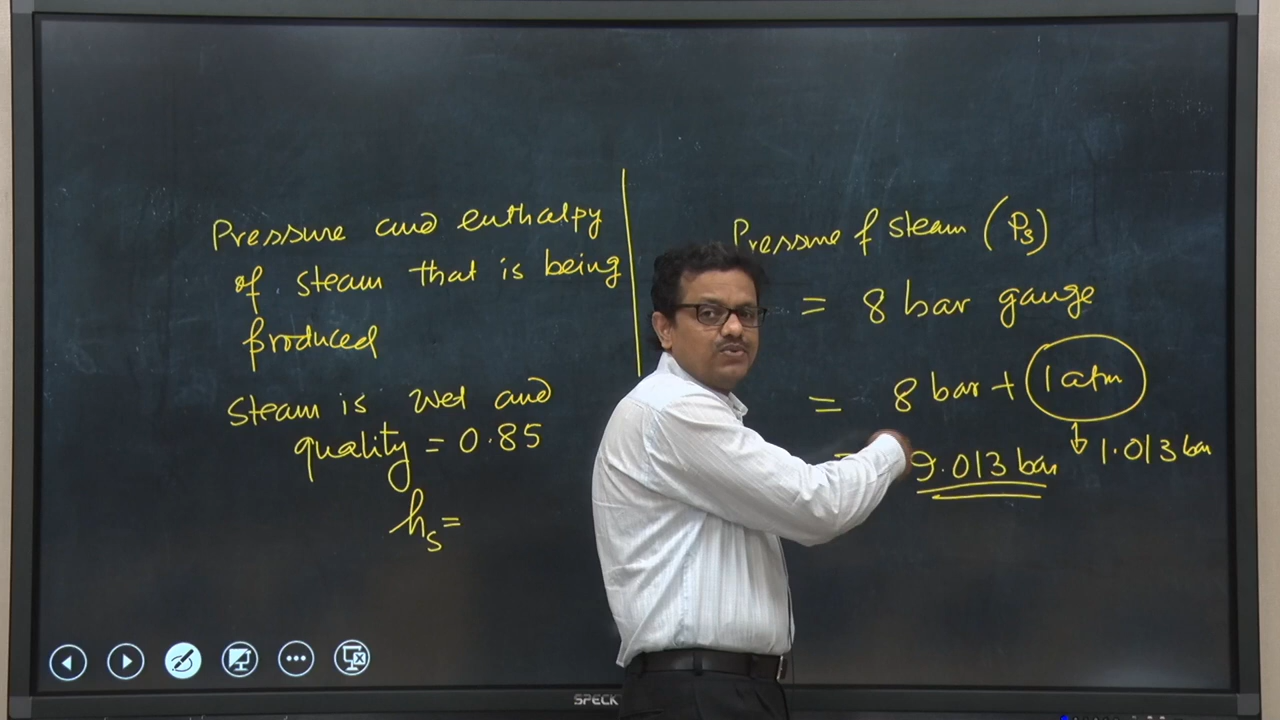 Pressure and enthalpy
of steam that is being
produced
Steam is wet and
quality = 0.85
hs =
Pressure of steam (Ps)
= 8 bar gauge
= 8 bar + 1 atm
9.013 bar
1.013 bar
SPECK